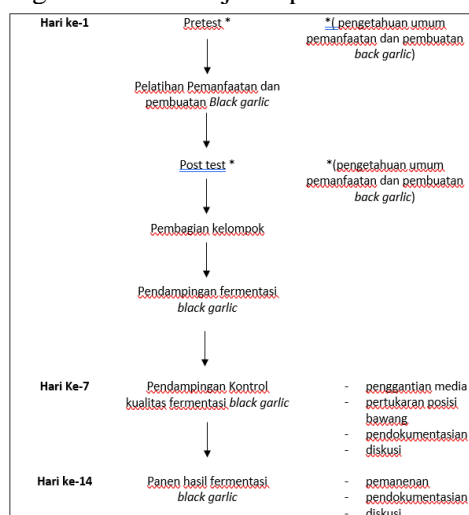 Hari ke-1 Pretest * *( pengetahuan umum
pemanfaatan dan pembuatan
back garlic)
Pelatihan Pemanfaatan dan
pembuatan Black garlic
Post test * *(pengetahuan umum
pemanfaatan dan pembuatan
back garlic)
Pembagian kelompok
Pendampingan fermentasi
black garlic
Hari Ke-7 Pendampingan Kontrol - penggantian media
kualitas fermentasi black garlic - pertukaran posisi
bawang
- pendokumentasian
- diskusi
Hari ke-14 Panen hasil fermentasi - pemanenan
black garlic - pendokumentasian
- diskusi